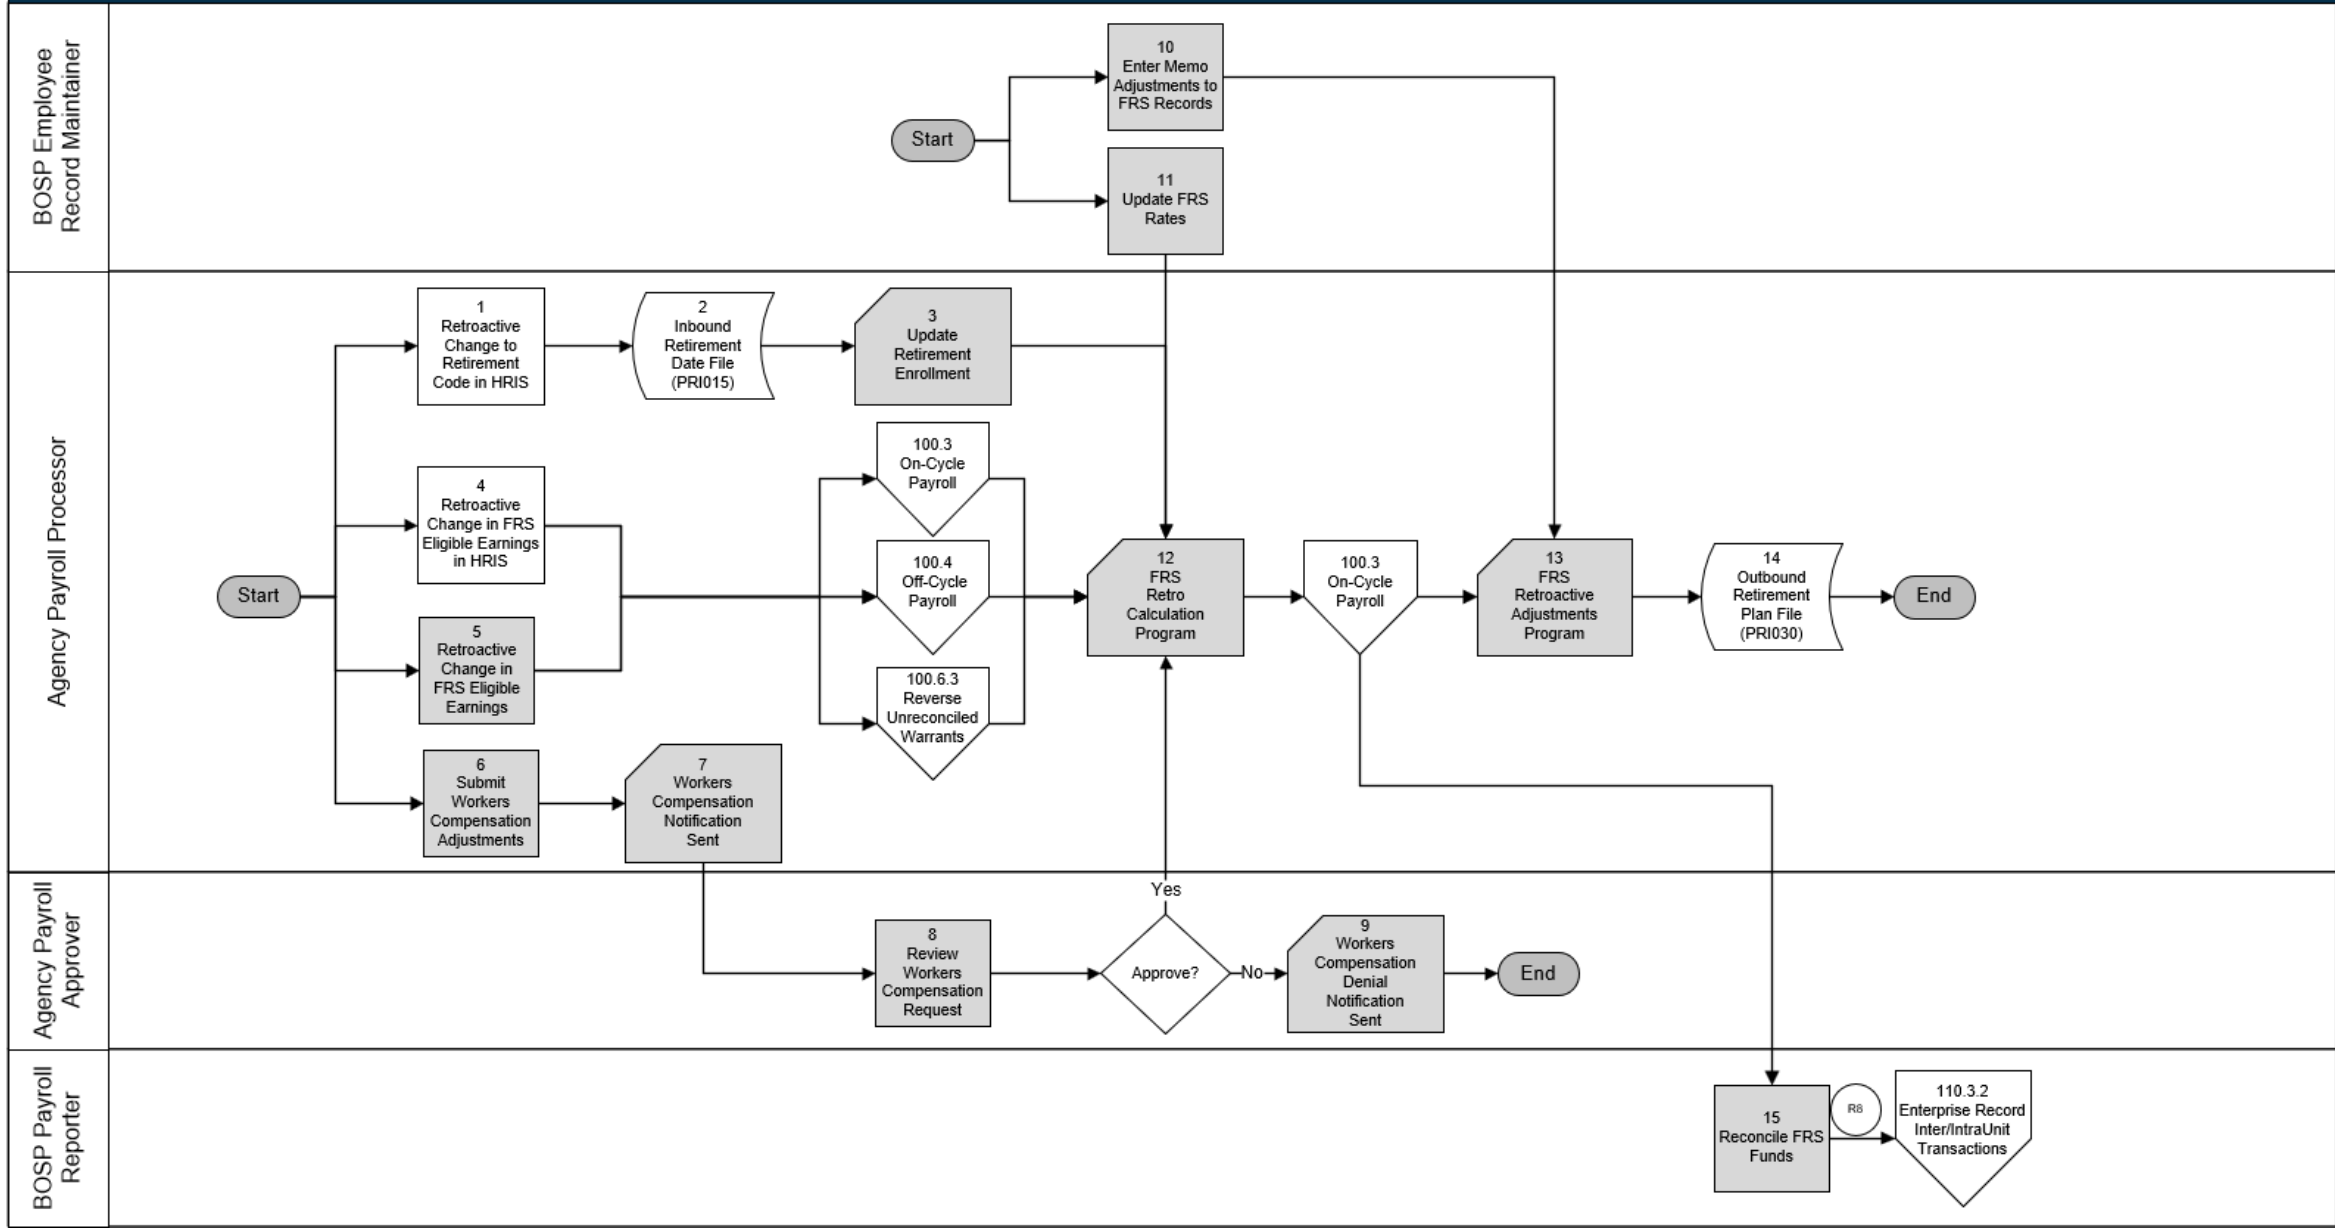 BOSP Employee
Record Maintainer
Start
10
Enter Memo
Adjustments to
FRS Records
11
Update FRS
Rates
Agency Payroll Processor
Start
1
Retroactive
Change to
Retirement
Code in HRIS
2
Inbound
Retirement
Date File
(PRI015)
3
Update
Retirement
Enrollment
4
Retroactive
Change in FRS
Eligible Earnings
in HRIS
5
Retroactive
Change in
FRS Eligible
Earnings
6
Submit
Workers
Compensation
Adjustments
7
Workers
Compensation
Notification
Sent
100.3
On-Cycle
Payroll
100.4
Off-Cycle
Payroll
100.6.3
Reverse
Unreconciled
Warrants
12
FRS
Retro
Calculation
Program
100.3
On-Cycle
Payroll
13
FRS
Retroactive
Adjustments
Program
14
Outbound
Retirement
Plan File
(PRI030)
End
Agency Payroll
Approver
8
Review
Workers
Compensation
Request
Approve?
Yes
No
9
Workers
Compensation
Denial
Notification
Sent
End
BOSP Payroll
Reporter
15
Reconcile FRS
Funds
R8
110.3.2
Enterprise Record
Inter/IntraUnit
Transactions